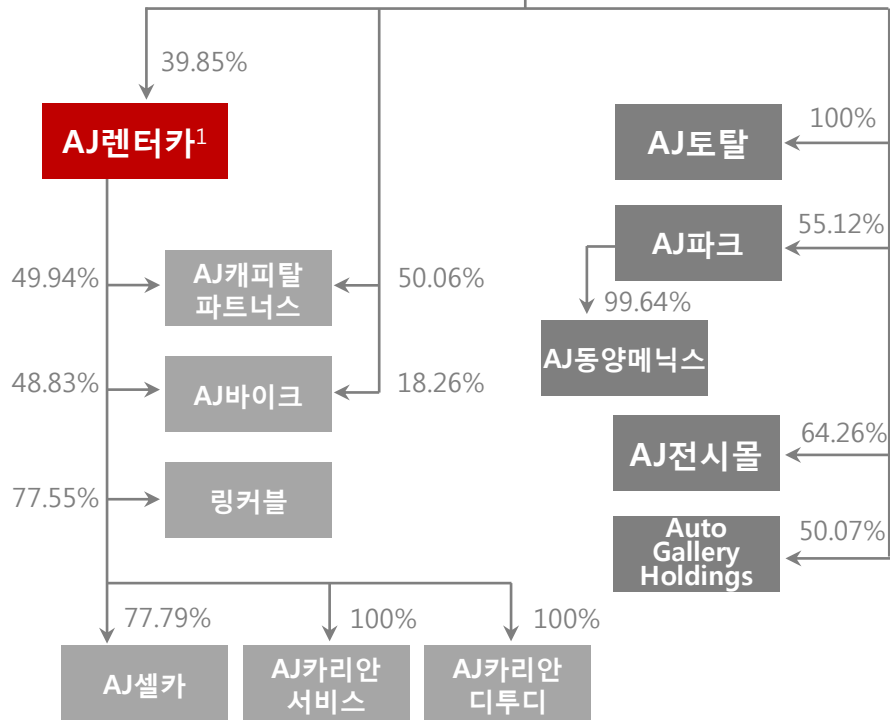 39.85%
AJ렌터카1
AJ토탈
100%
AJ파크
55.12%
49.94%
AJ캐피탈
파트너스
50.06%
99.64%
AJ동양메닉스
48.83%
AJ바이크
18.26%
AJ전시몰
64.26%
77.55%
링커블
Auto
Gallery
Holdings
50.07%
77.79%
100%
100%
AJ셀카
AJ카리안
서비스
AJ카리안
디투디